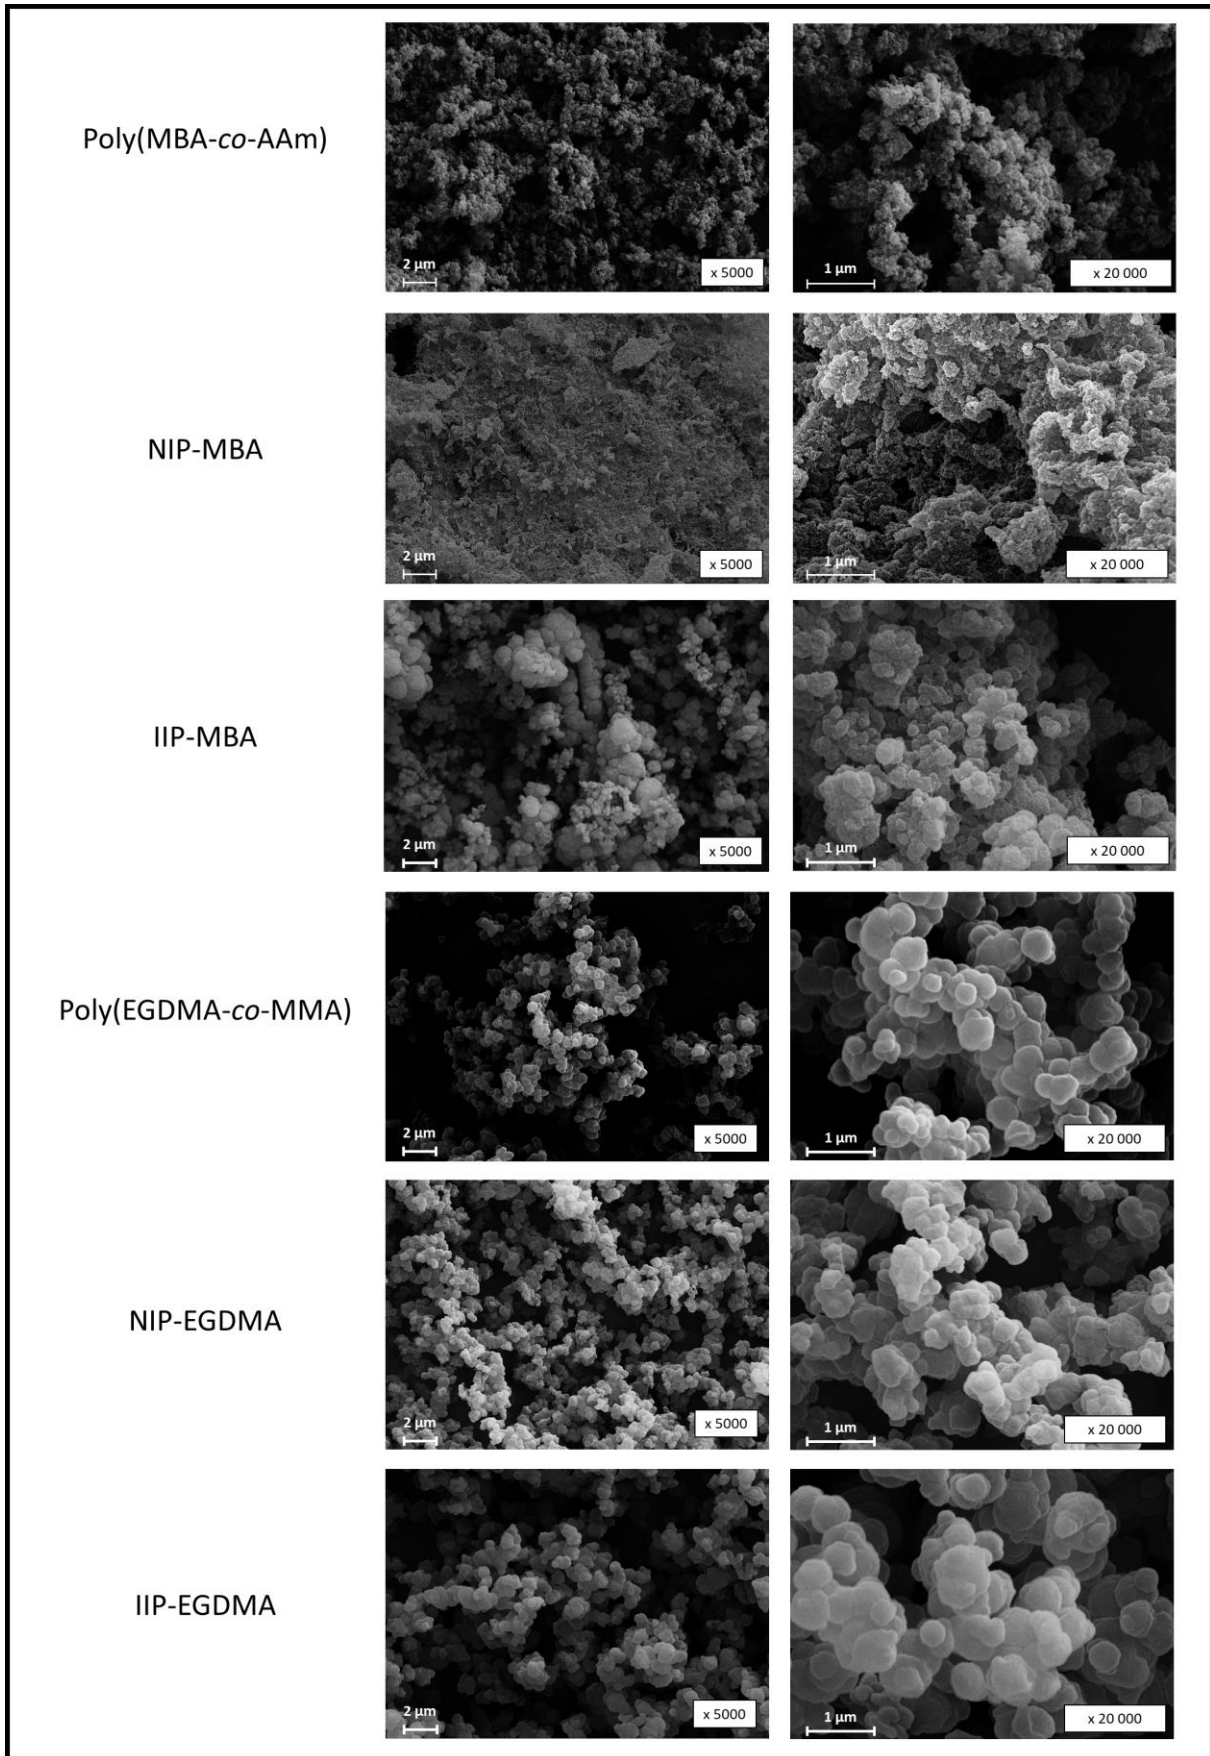 Poly(MBA-co-AAm)
2 µm
x 5000
1 µm
x 20 000
NIP-MBA
2 µm
x 5000
1 µm
x 20 000
IIP-MBA
2 µm
x 5000
1 µm
x 20 000
Poly(EGDMA-co-MMA)
2 µm
x 5000
1 µm
x 20 000
NIP-EGDMA
2 µm
x 5000
1 µm
x 20 000
IIP-EGDMA
2 µm
x 5000
1 µm
x 20 000